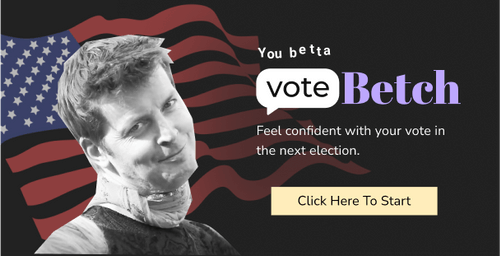 You betta
vote Betch
Feel confident with your vote in
the next election.
Click Here To Start